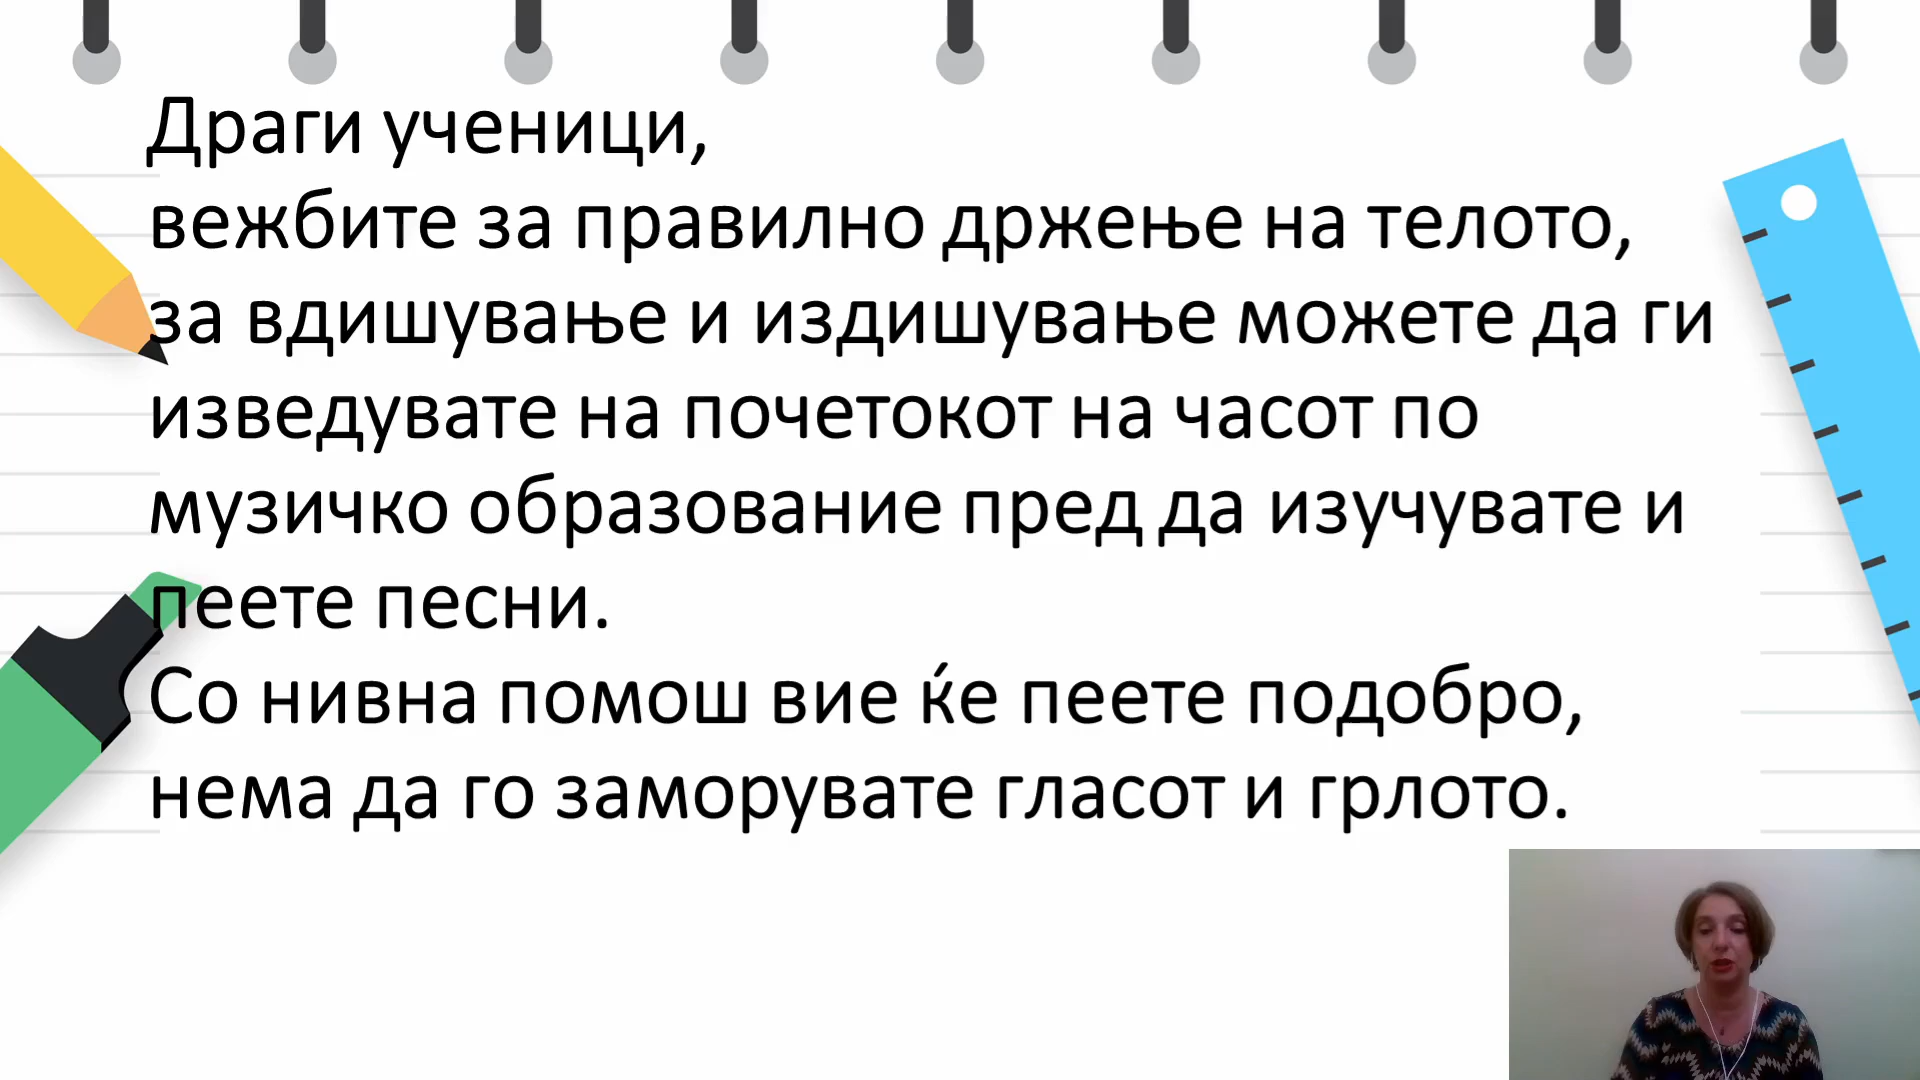 Драги ученици,
вежбите за правилно држење на телото,
за вдишување и издишување можете да ги
изведувате на почетокот на часот по
музичко образование пред да изучувате и
пеете песни.
Со нивна помош вие ќе пеете подобро,
нема да го заморувате гласот и грлото.